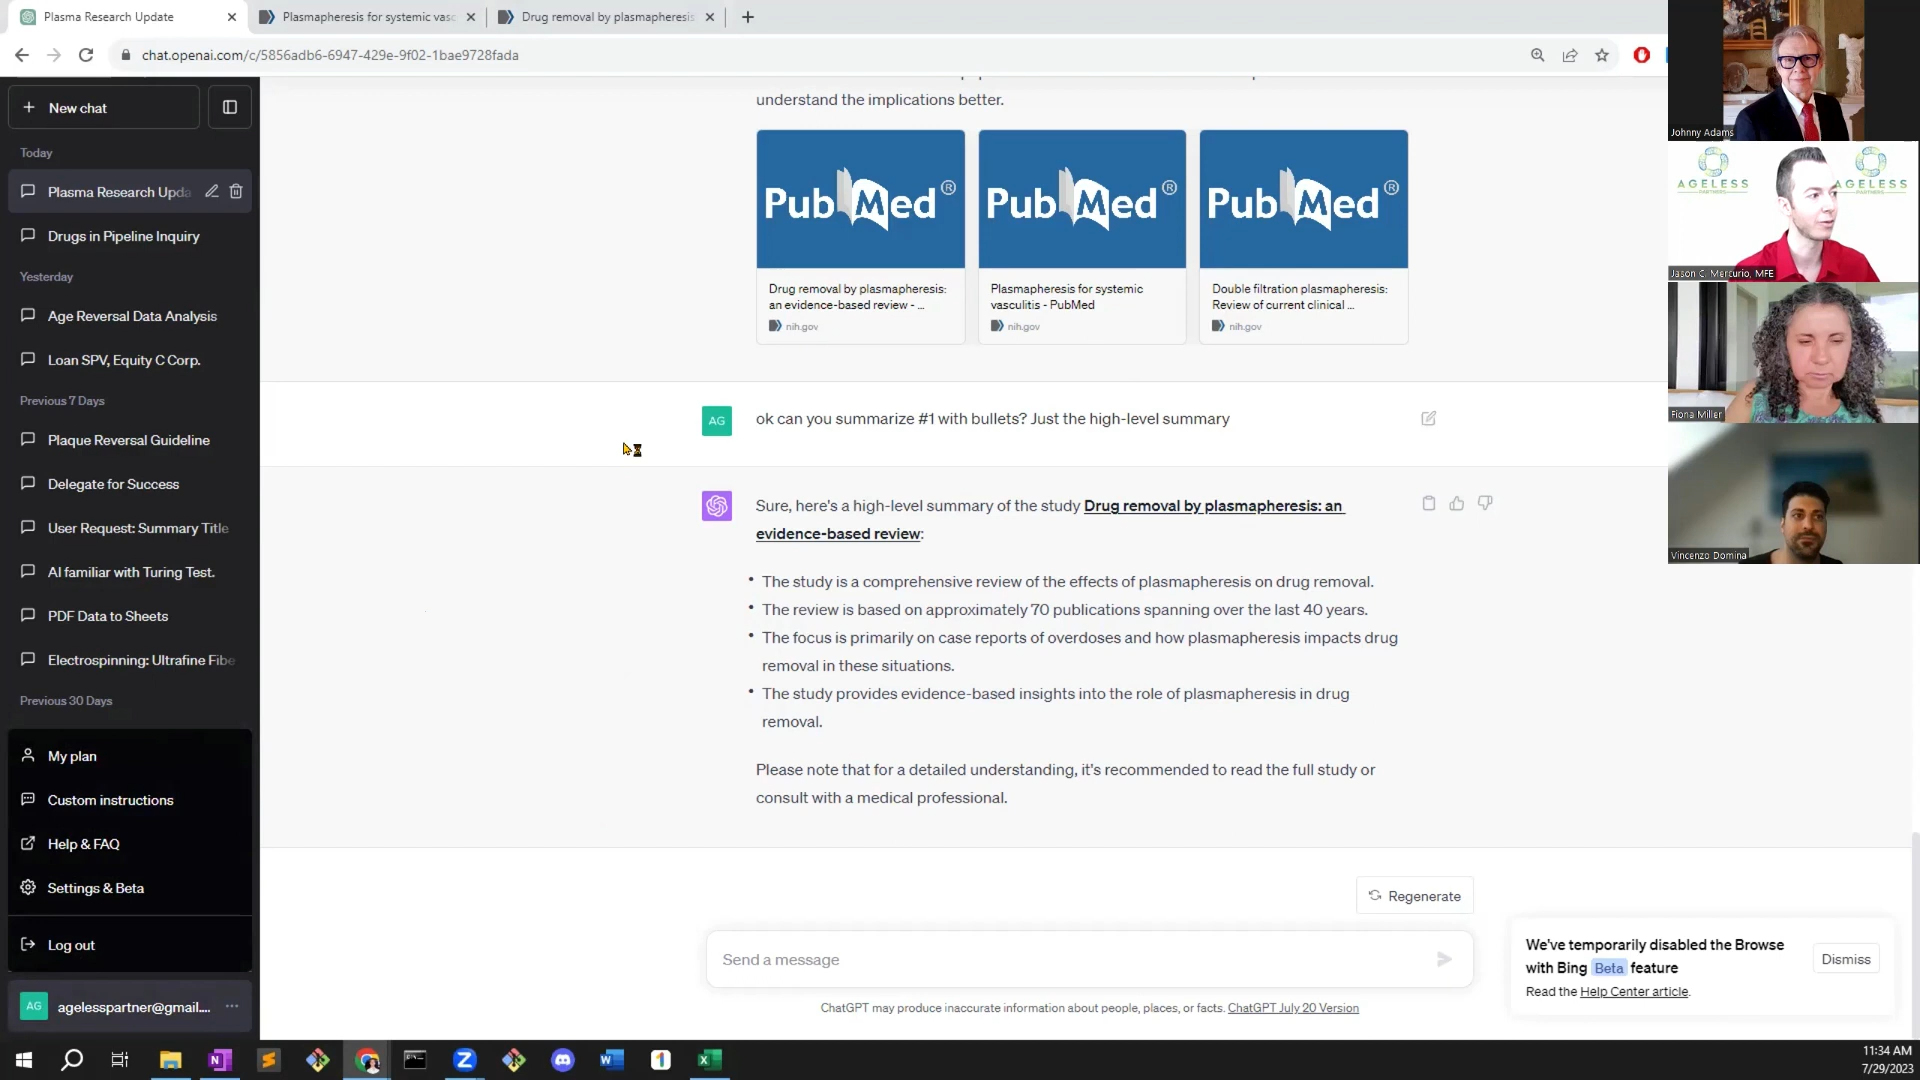 Plasma Research Update
Plasmapheresis for systemic vasc
Drug removal by plasmapheresis
chat.openai.com/c/5856adb6-6947-429e-9f02-1bae9728fada
New chat
Today
Plasma Research Upda
Drugs in Pipeline Inquiry
Yesterday
Age Reversal Data Analysis
Loan SPV, Equity C Corp.
Previous 7 Days
Plaque Reversal Guideline
Delegate for Success
User Request: Summary Title
AI familiar with Turing Test.
PDF Data to Sheets
Electrospinning: Ultrafine Fibe
Previous 30 Days
My plan
Custom instructions
Help & FAQ
Settings & Beta
Log out
AG agelesspartner@gmail....
understand the implications better.
PubMed®
Drug removal by plasmapheresis:
an evidence-based review - ...
nih.gov
PubMed®
Plasmapheresis for systemic
vasculitis - PubMed
nih.gov
PubMed®
Double filtration plasmapheresis:
Review of current clinical ...
nih.gov
AG ok can you summarize #1 with bullets? Just the high-level summary
Sure, here's a high-level summary of the study Drug removal by plasmapheresis: an
evidence-based review:
• The study is a comprehensive review of the effects of plasmapheresis on drug removal.
• The review is based on approximately 70 publications spanning over the last 40 years.
• The focus is primarily on case reports of overdoses and how plasmapheresis impacts drug
removal in these situations.
• The study provides evidence-based insights into the role of plasmapheresis in drug
removal.
Please note that for a detailed understanding, it's recommended to read the full study or
consult with a medical professional.
Regenerate
Send a message
ChatGPT may produce inaccurate information about people, places, or facts. ChatGPT July 20 Version
We've temporarily disabled the Browse
with Bing Beta feature
Read the Help Center article.
Dismiss
Johnny Adams
AGELESS
PARTNERS
AGELESS
PARTNERS
Jason C. Mercurio, MFE
Fiona Miller
Vincenzo Domina
11:34 AM
7/29/2023